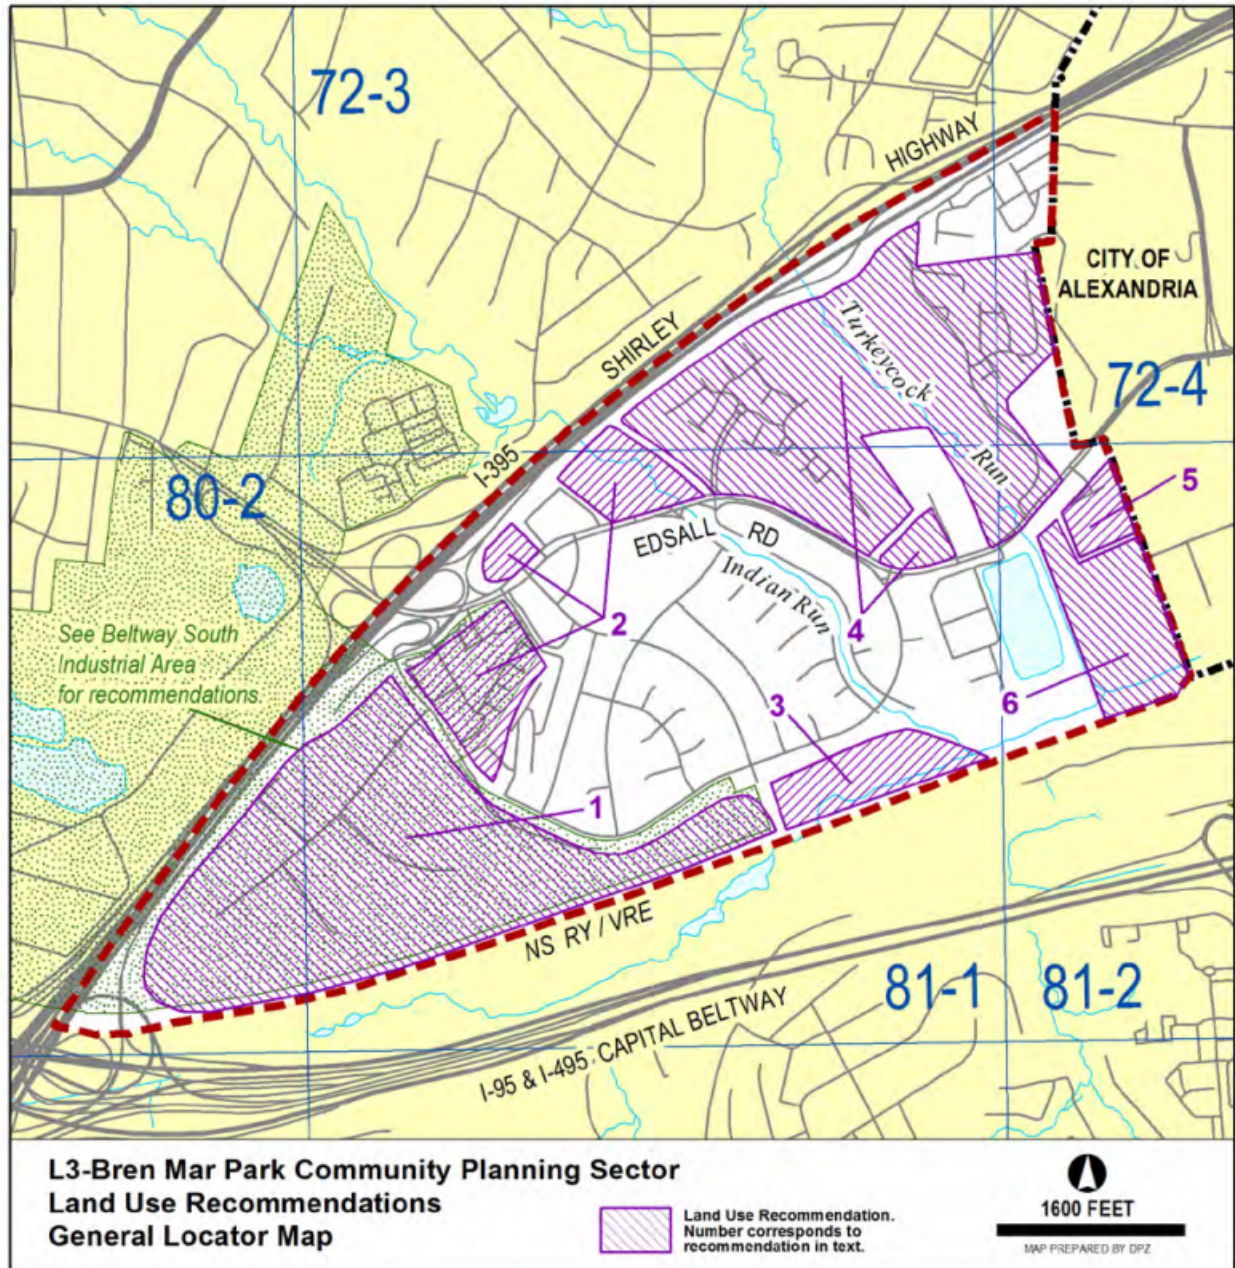 72-3
HIGHWAY
CITY OF
ALEXANDRIA
SHIRLEY
Turkeycock
Run
72-4
I-395
80-2
5
EDSALL RD
Indian Run
2
4
See Beltway South
Industrial Area
for recommendations.
3
6
1
NS RY / VRE
81-1
81-2
I-95 & I-495 CAPITAL BELTWAY
L3-Bren Mar Park Community Planning Sector
Land Use Recommendations
General Locator Map
Land Use Recommendation.
Number corresponds to
recommendation in text.
1600 FEET
MAP PREPARED BY DPZ